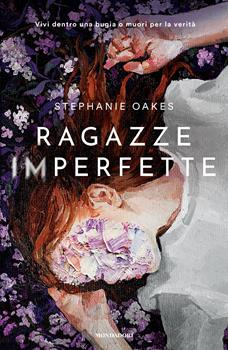 Vivi dentro una bugia o muori per la verità
STEPHANIE OAKES
RAGAZZE
IMPERFETTE
MONDADORI